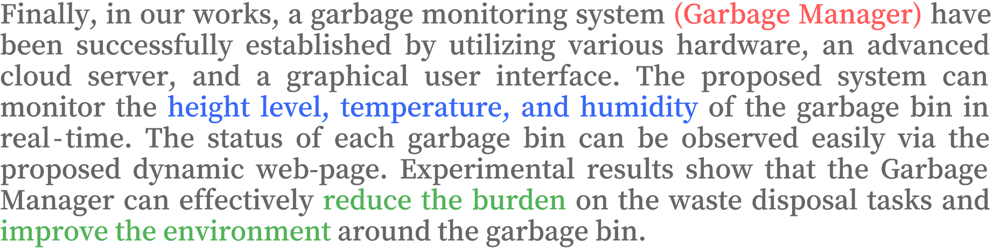 Finally, in our works, a garbage monitoring system (Garbage Manager) have
been successfully established by utilizing various hardware, an advanced
cloud server, and a graphical user interface. The proposed system can
monitor the height level, temperature, and humidity of the garbage bin in
real-time. The status of each garbage bin can be observed easily via the
proposed dynamic web-page. Experimental results show that the Garbage
Manager can effectively reduce the burden on the waste disposal tasks and
improve the environment around the garbage bin.